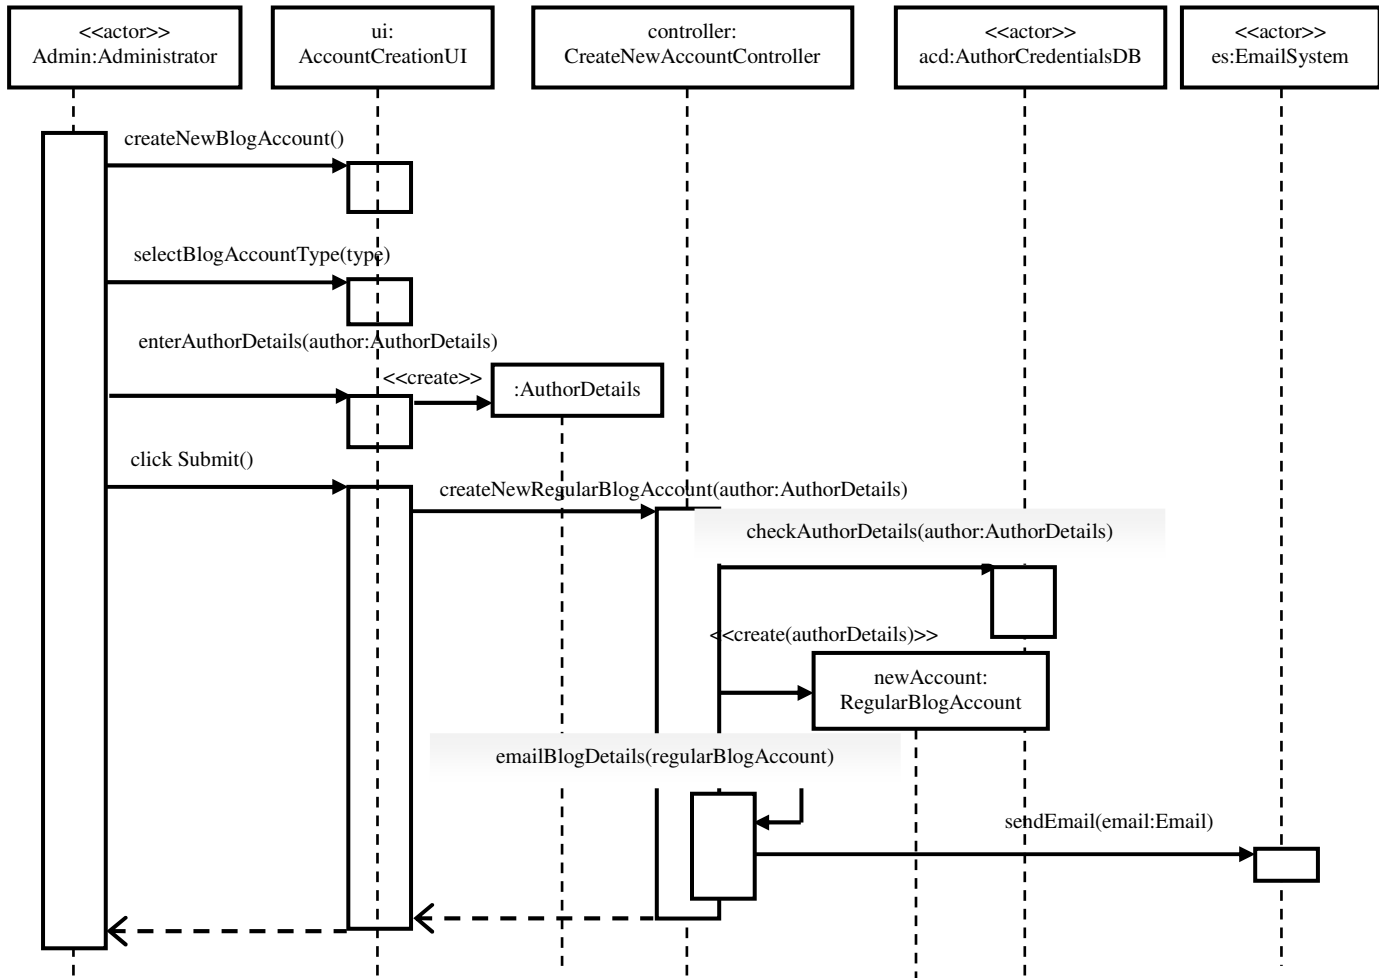 <<actor>>
Admin:Administrator
ui:
AccountCreationUI
controller:
CreateNewAccountController
<<actor>>
acd:AuthorCredentialsDB
<<actor>>
es:EmailSystem
createNewBlogAccount()
selectBlogAccountType(type)
enterAuthorDetails(author:AuthorDetails)
<<create>>
:AuthorDetails
click Submit()
createNewRegularBlogAccount(author:AuthorDetails)
checkAuthorDetails(author:AuthorDetails)
<<create(authorDetails)>>
newAccount:
RegularBlogAccount
emailBlogDetails(regularBlogAccount)
sendEmail(email:Email)